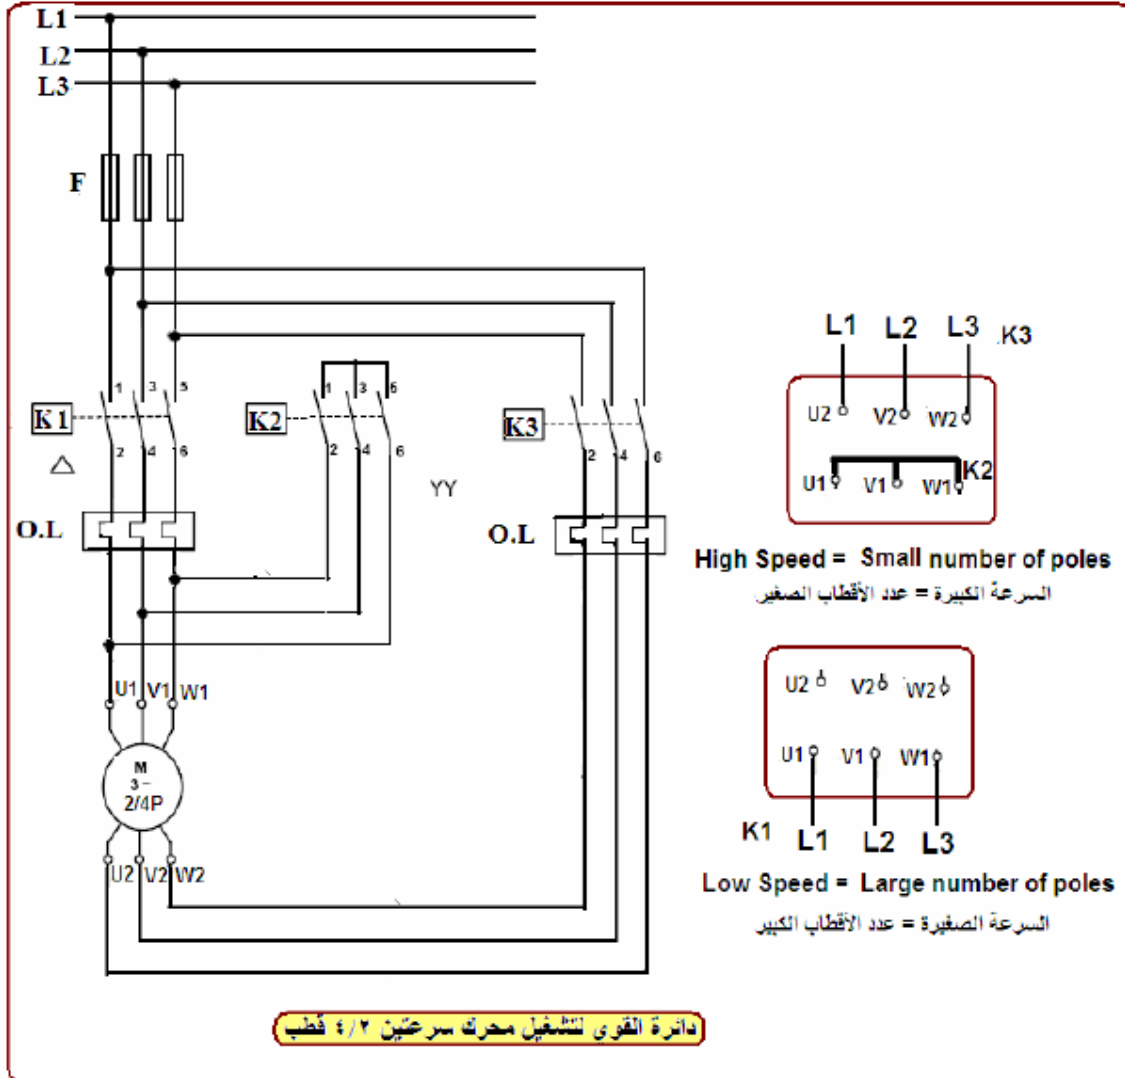 L1
L2
L3
F
K1
1 3 5
2 4 6
△
K2
1 3 5
2 4 6
YY
K3
2 4 6
O.L
O.L
U1 V1 W1
M
3~
2/4P
U2 V2 W2
L1 L2 L3 K3
U2 V2 W2
U1 V1 W1 K2
High Speed = Small number of poles
السرعة الكبيرة = عدد الأقطاب الصغير
U2 V2 W2
U1 V1 W1
K1 L1 L2 L3
Low Speed = Large number of poles
السرعة الصغيرة = عدد الأقطاب الكبير
دائرة القوي لتشغيل محرك سرعتين ٤/٢ قطب